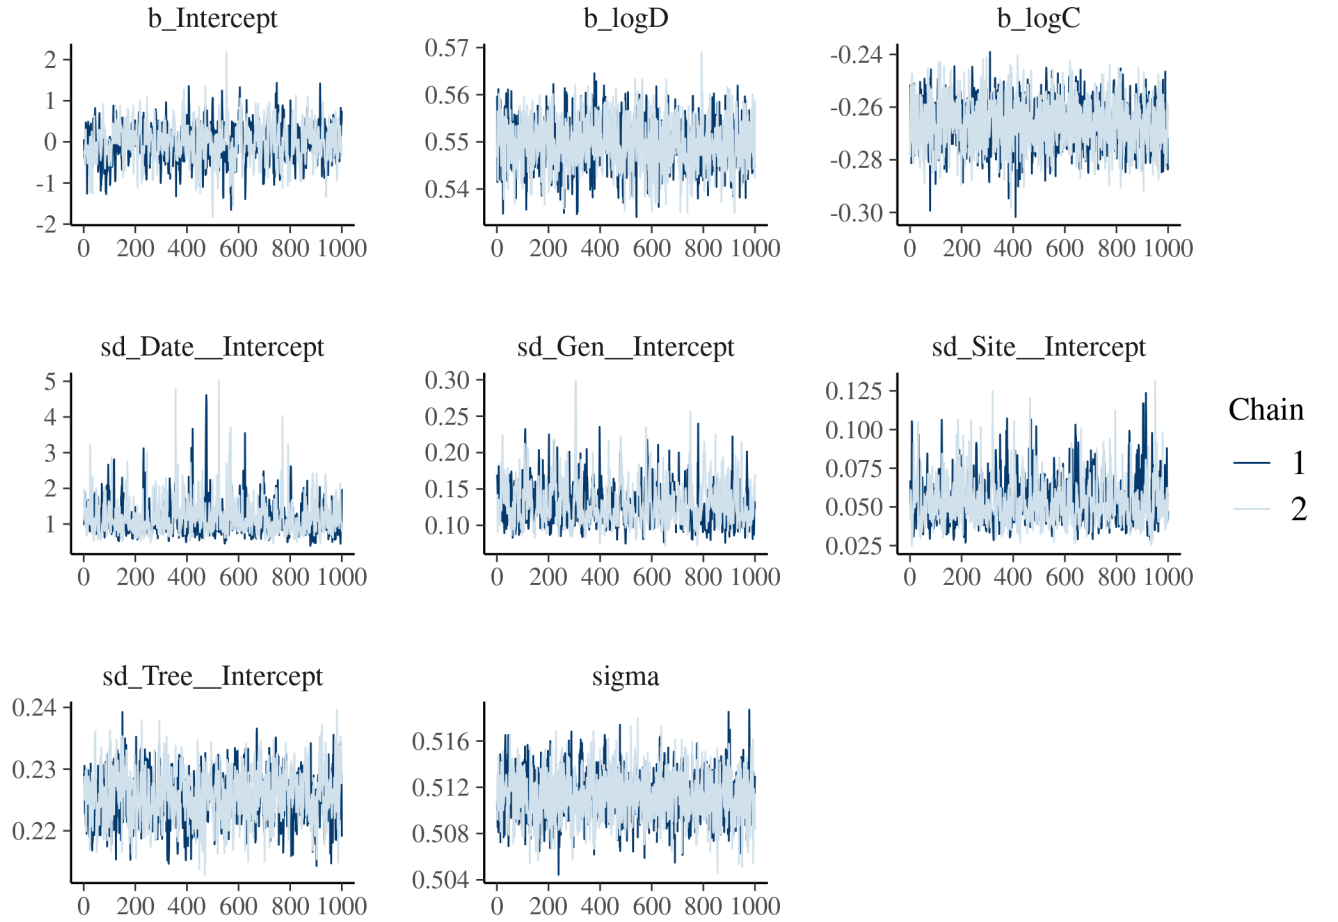 b_Intercept
b_logD
b_logC
2
1
0
-1
-2
0 200 400 600 800 1000
0.57
0.56
0.55
0.54
0 200 400 600 800 1000
-0.24
-0.26
-0.28
-0.30
0 200 400 600 800 1000
sd_Date__Intercept
sd_Gen__Intercept
sd_Site__Intercept
5
4
3
2
1
0 200 400 600 800 1000
0.30
0.25
0.20
0.15
0.10
0 200 400 600 800 1000
0.125
0.100
0.075
0.050
0.025
0 200 400 600 800 1000
Chain
1
2
sd_Tree__Intercept
sigma
0.24
0.23
0.22
0 200 400 600 800 1000
0.516
0.512
0.508
0.504
0 200 400 600 800 1000